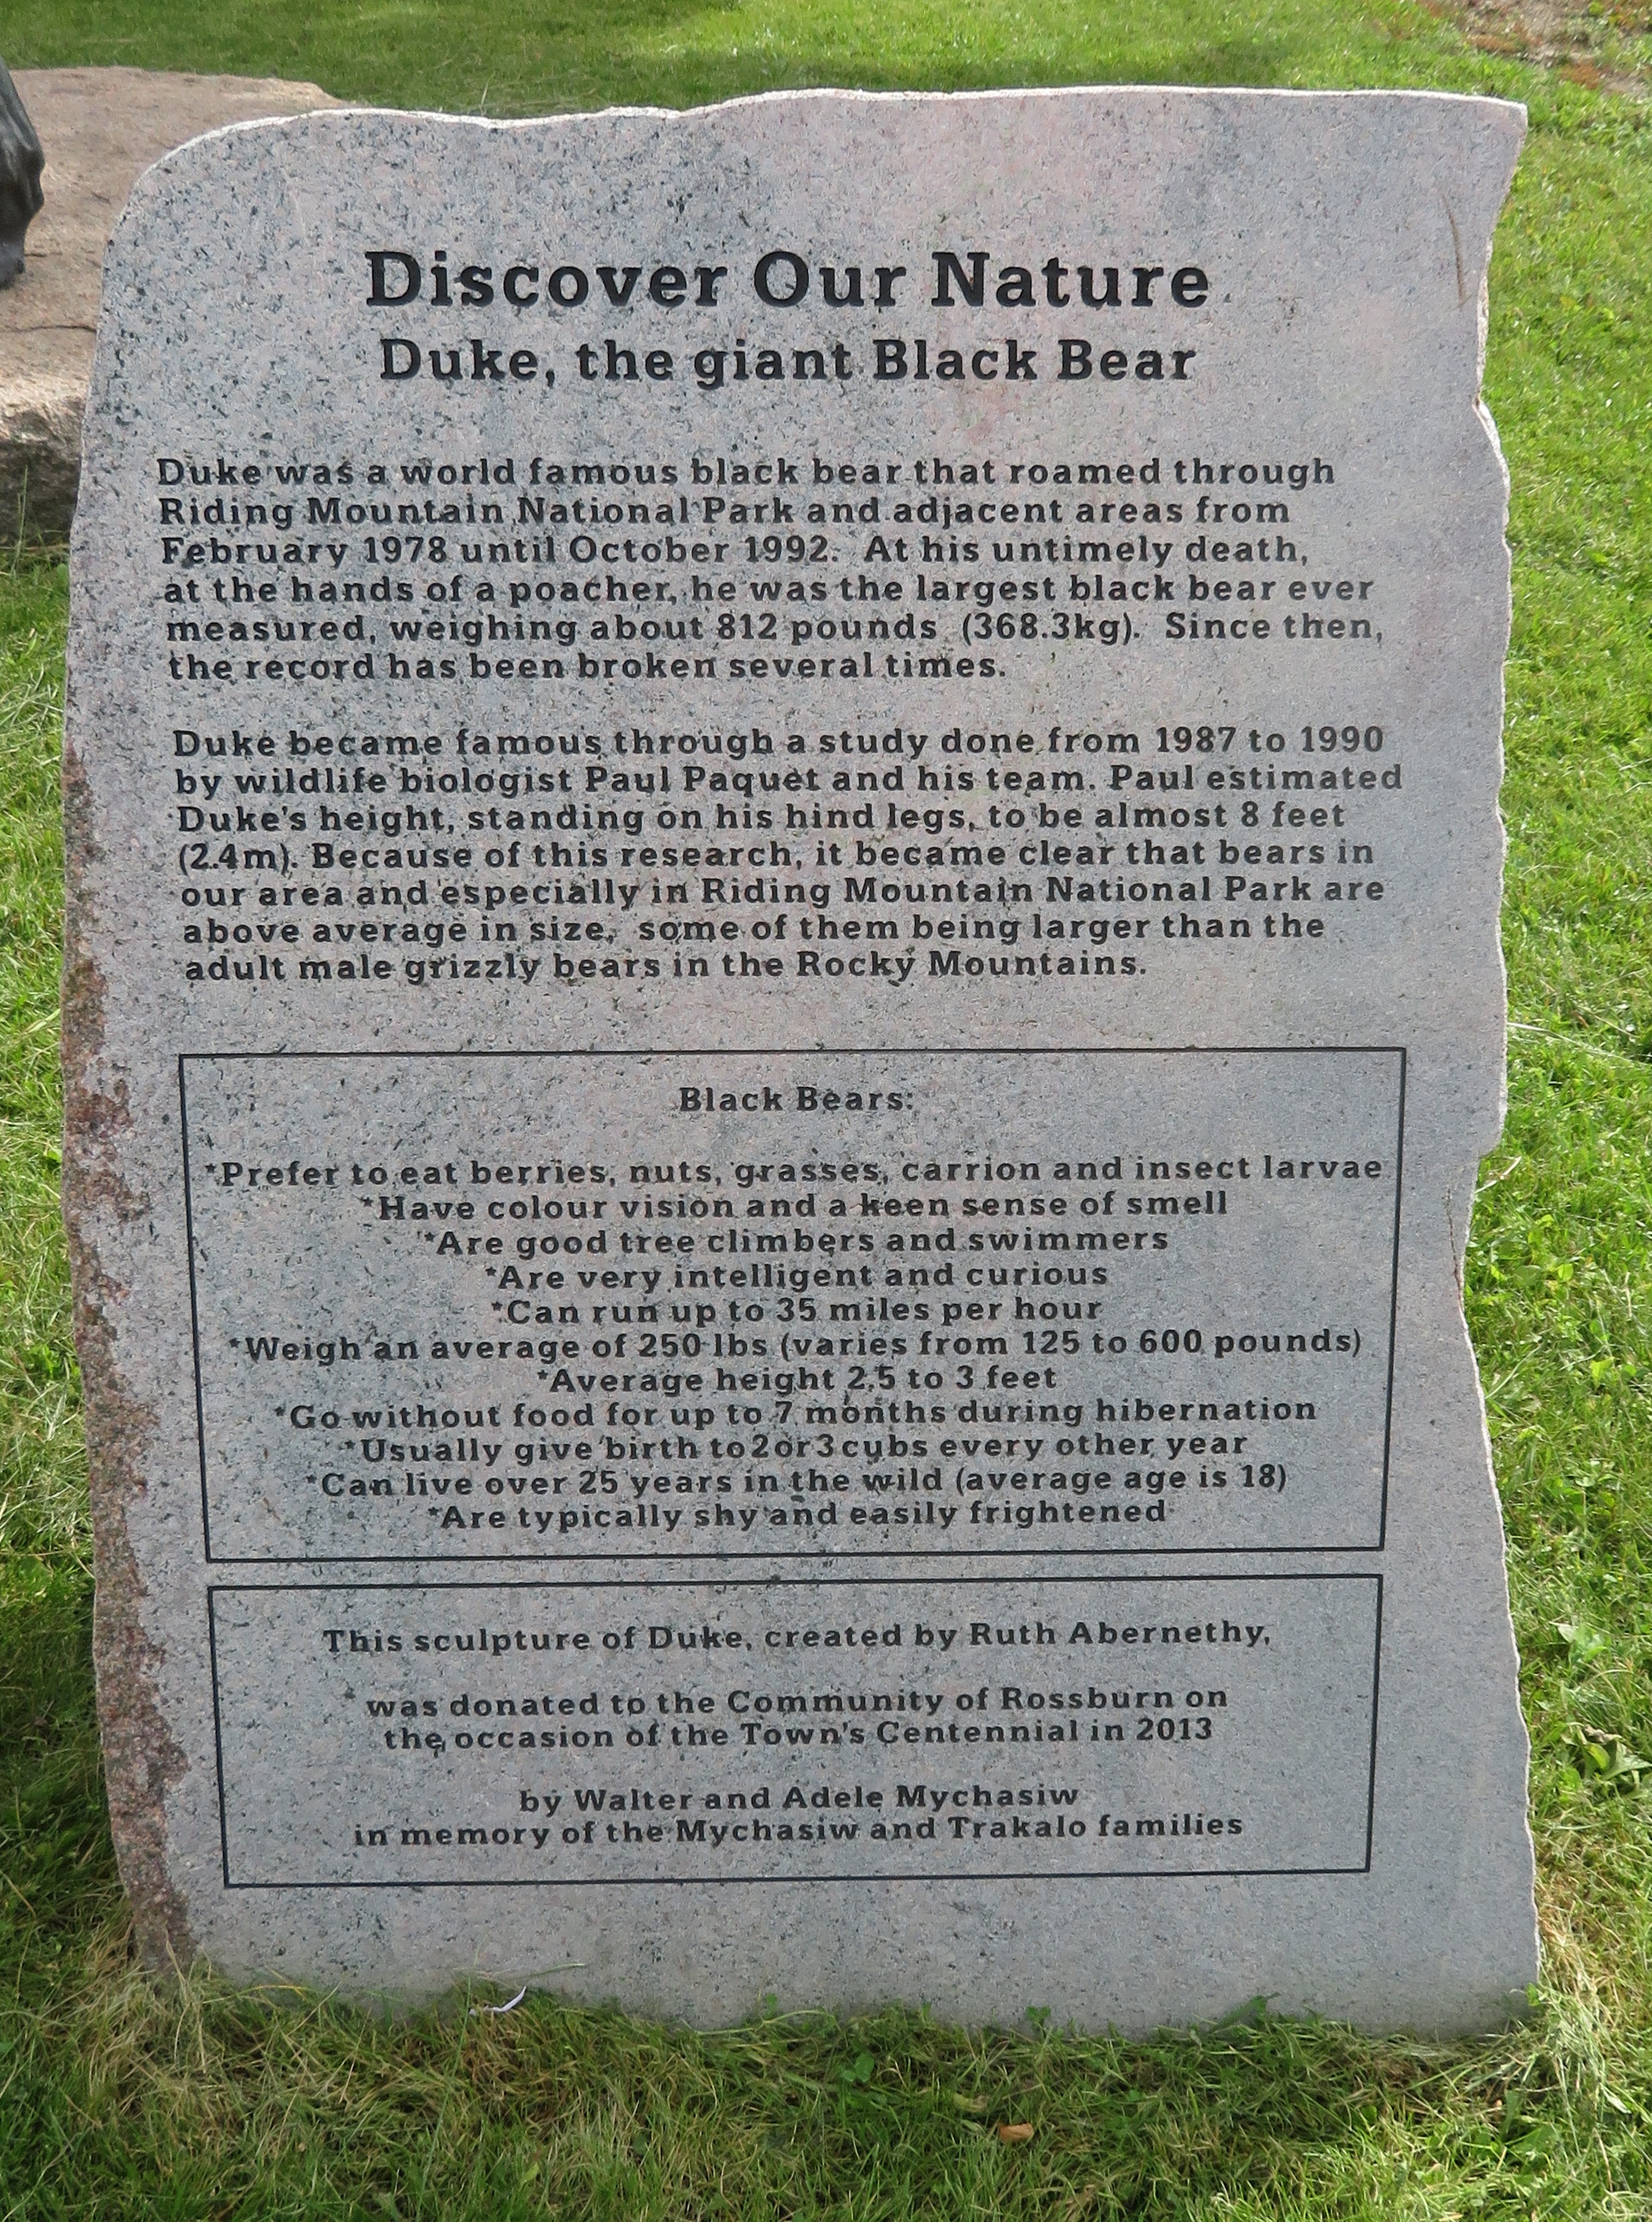 Discover Our Nature
Duke, the giant Black Bear
Duke was a world famous black bear that roamed through
Riding Mountain National Park and adjacent areas from
February 1978 until October 1992. At his untimely death,
at the hands of a poacher, he was the largest black bear ever
measured, weighing about 812 pounds (368.3kg). Since then,
the record has been broken several times.
Duke became famous through a study done from 1987 to 1990
by wildlife biologist Paul Paquet and his team. Paul estimated
Duke's height, standing on his hind legs, to be almost 8 feet
(2.4m). Because of this research, it became clear that bears in
our area and especially in Riding Mountain National Park are
above average in size, some of them being larger than the
adult male grizzly bears in the Rocky Mountains.
Black Bears:
*Prefer to eat berries, nuts, grasses, carrion and insect larvae
*Have colour vision and a keen sense of smell
*Are good tree climbers and swimmers
*Are very intelligent and curious
*Can run up to 35 miles per hour
*Weigh an average of 250 lbs (varies from 125 to 600 pounds)
*Average height 2.5 to 3 feet
*Go without food for up to 7 months during hibernation
*Usually give birth to 2 or 3 cubs every other year
*Can live over 25 years in the wild (average age is 18)
*Are typically shy and easily frightened
This sculpture of Duke, created by Ruth Abernethy,
was donated to the Community of Rossburn on
the occasion of the Town's Centennial in 2013
by Walter and Adele Mychasiw
in memory of the Mychasiw and Trakalo families